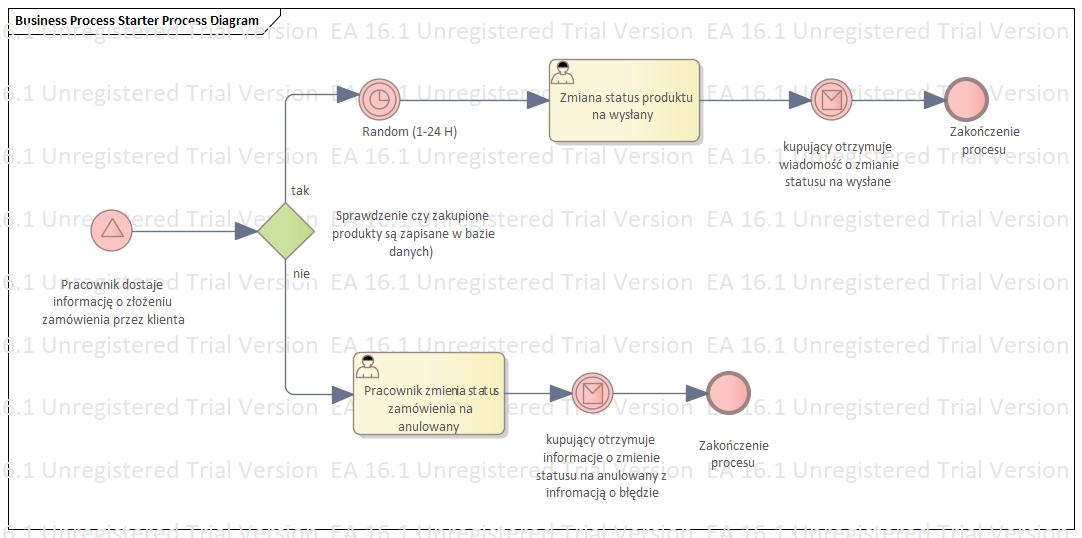 Business Process Starter Process Diagram
EA 16.1 Unregistered Trial Version
Random (1-24 H)
Zmiana status produktu
na wysłany
kupujący otrzymuje
wiadomość o zmianie
statusu na wysłane
Zakończenie
procesu
tak
Sprawdzenie czy zakupione
produkty są zapisane w bazie
danych)
nie
Pracownik dostaje
informację o złożeniu
zamówienia przez klienta
Pracownik zmienia status
zamówienia na
anulowany
kupujący otrzymuje
informacje o zmienie
statusu na anulowany z
infromacją o błędzie
Zakończenie
procesu